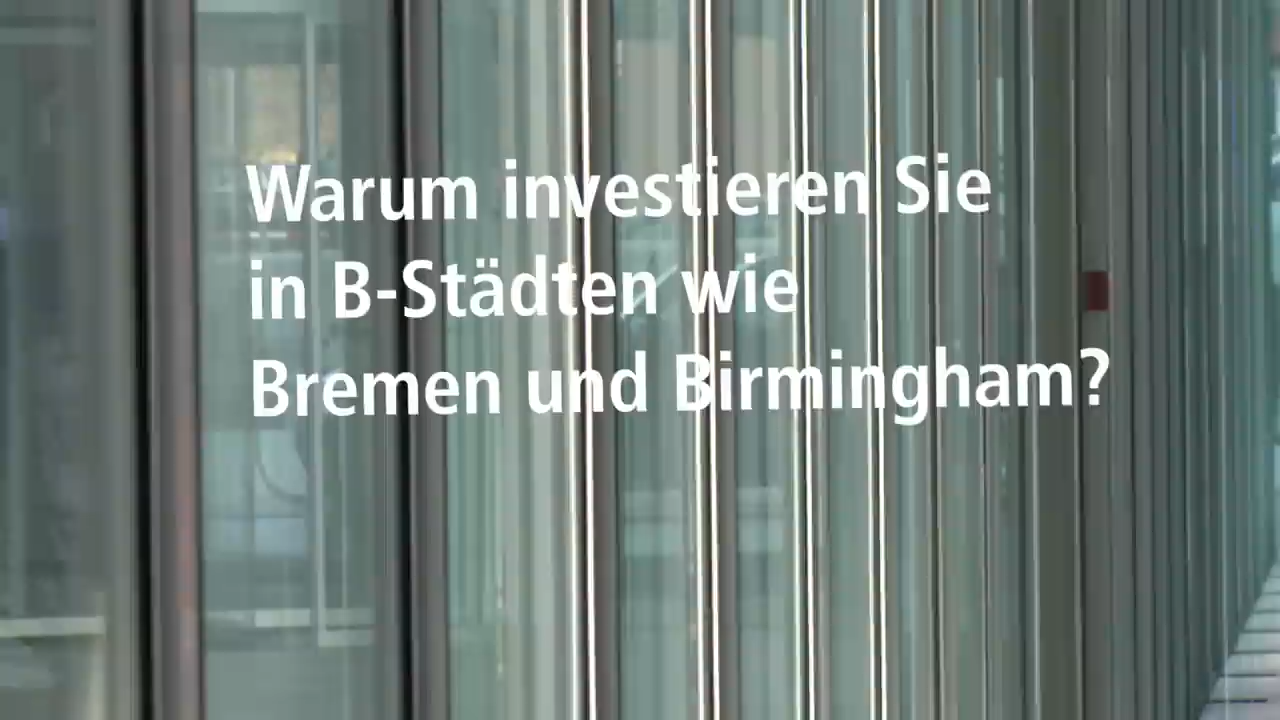 Warum investieren Sie
in B-Städten wie
Bremen und Birmingham?